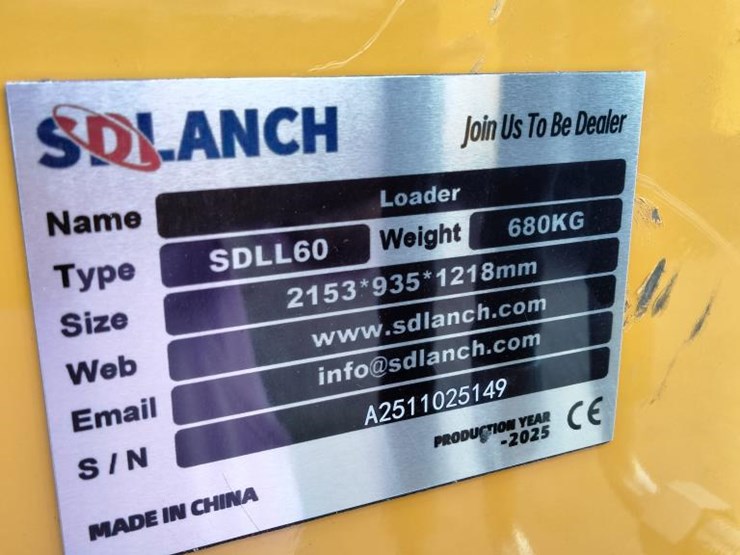 SDLANCH
Join Us To Be Dealer
Name Loader
Type SDLL60 Weight 680KG
Size 2153*935*1218mm
Web www.sdlanch.com
Email info@sdlanch.com
S/N A2511025149
PRODUCTION YEAR
-2025
CE
MADE IN CHINA